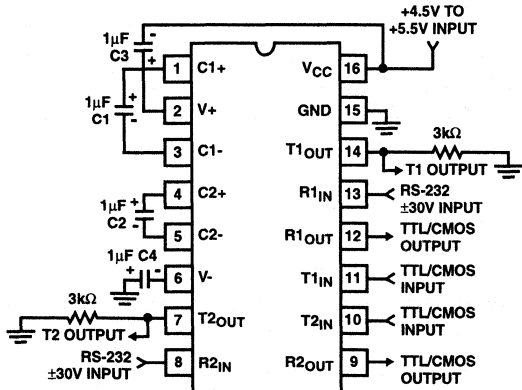 +4.5V TO
+5.5V INPUT
1µF
C3
-
+
1 C1+
VCC 16
1µF
C1
+
-
2 V+
GND 15
3 C1-
T1OUT 14
3kΩ
T1 OUTPUT
4 C2+
R1IN 13
RS-232
±30V INPUT
1µF
C2
+
-
5 C2-
R1OUT 12
TTL/CMOS
OUTPUT
1µF C4
+ -
6 V-
T1IN 11
TTL/CMOS
INPUT
3kΩ
T2 OUTPUT
7 T2OUT
T2IN 10
TTL/CMOS
INPUT
RS-232
±30V INPUT
8 R2IN
R2OUT 9
TTL/CMOS
OUTPUT